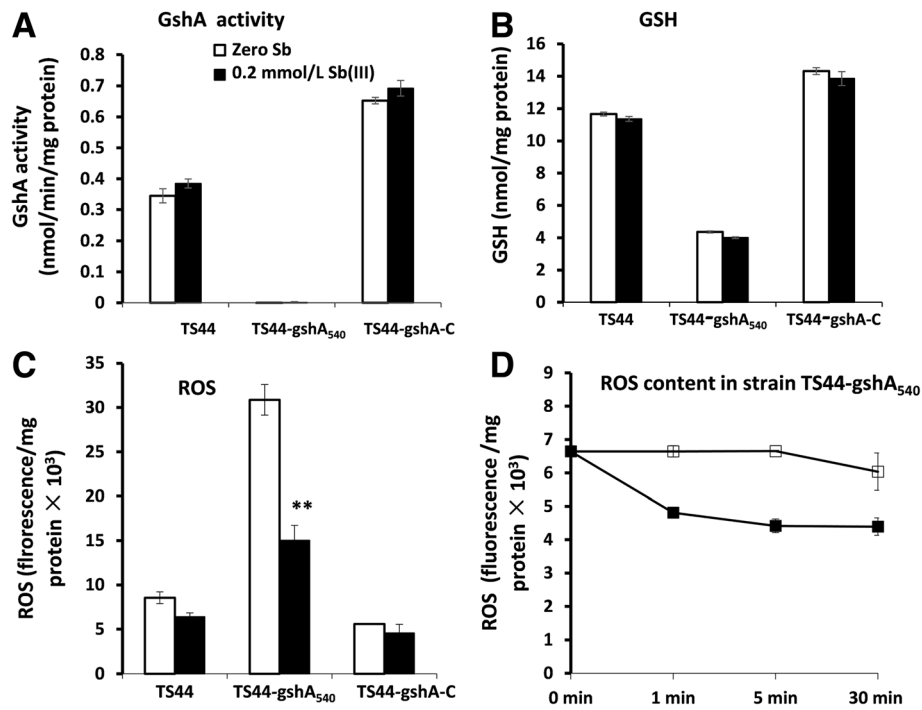 A
GshA activity
Zero Sb
0.2 mmol/L Sb(III)
GshA activity
(nmol/min/mg protein)
0.8
0.7
0.6
0.5
0.4
0.3
0.2
0.1
0
TS44
TS44-gshA540
TS44-gshA-C
B
GSH
GSH (nmol/mg protein)
16
14
12
10
8
6
4
2
0
TS44
TS44-gshA540
TS44-gshA-C
C
ROS
ROS (flrorescence/mg
protein × 10³)
35
30
25
20
15
10
5
0
**
TS44
TS44-gshA540
TS44-gshA-C
D
ROS content in strain TS44-gshA540
ROS (fluorescence /mg
protein × 10³)
9
8
7
6
5
4
3
2
1
0
0 min
1 min
5 min
30 min